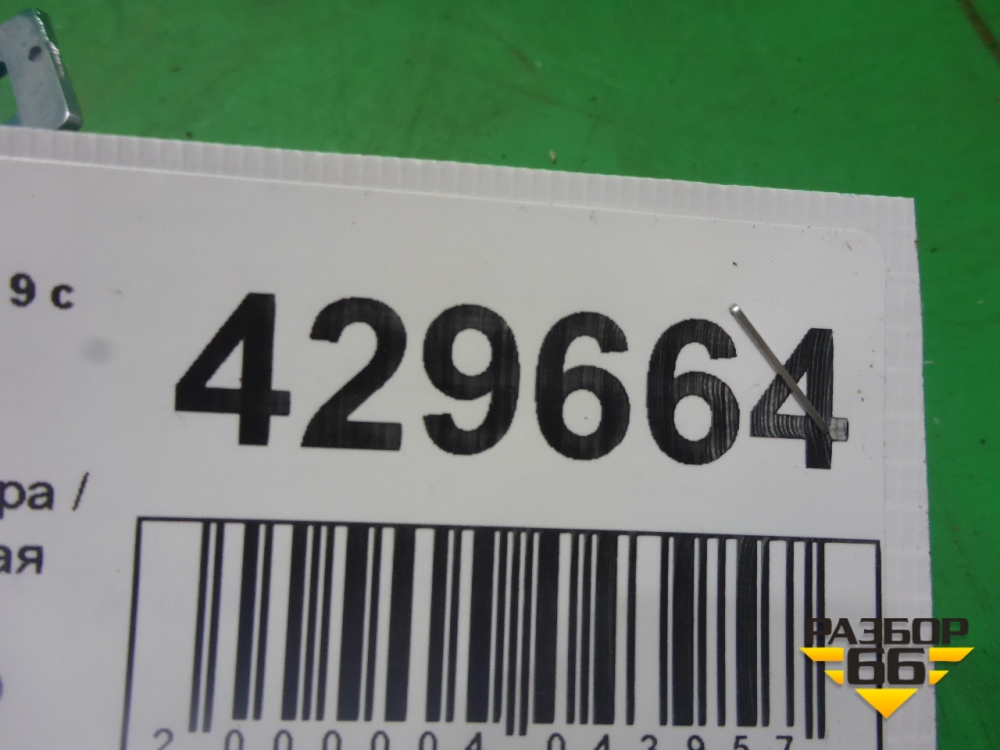 9 с
429664
ра /
ая
)
2 000004 043957
РАЗБОР
66